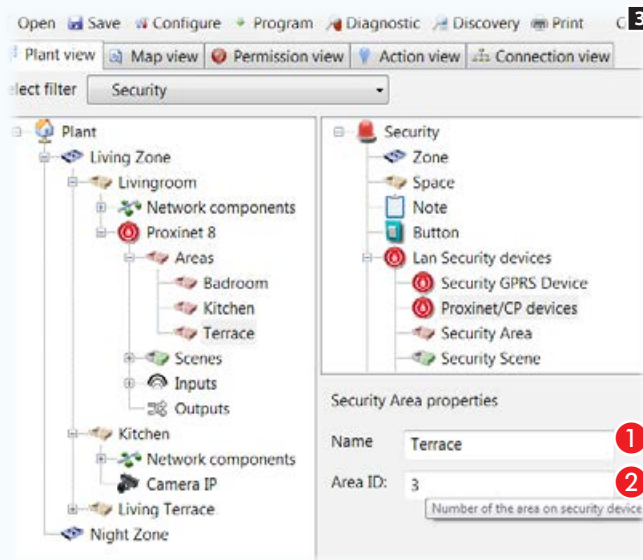 Open Save Configure Program Diagnostic Discovery Print C 3
Plant view Map view Permission view Action view Connection view
lect filter Security
Plant
Living Zone
Livingroom
Network components
Proxinet 8
Areas
Badroom
Kitchen
Terrace
Scenes
Inputs
Outputs
Kitchen
Network components
Camera IP
Living Terrace
Night Zone
Security
Zone
Space
Note
Button
Lan Security devices
Security GPRS Device
Proxinet/CP devices
Security Area
Security Scene
Security Area properties
Name Terrace 1
Area ID: 3 2
Number of the area on security device